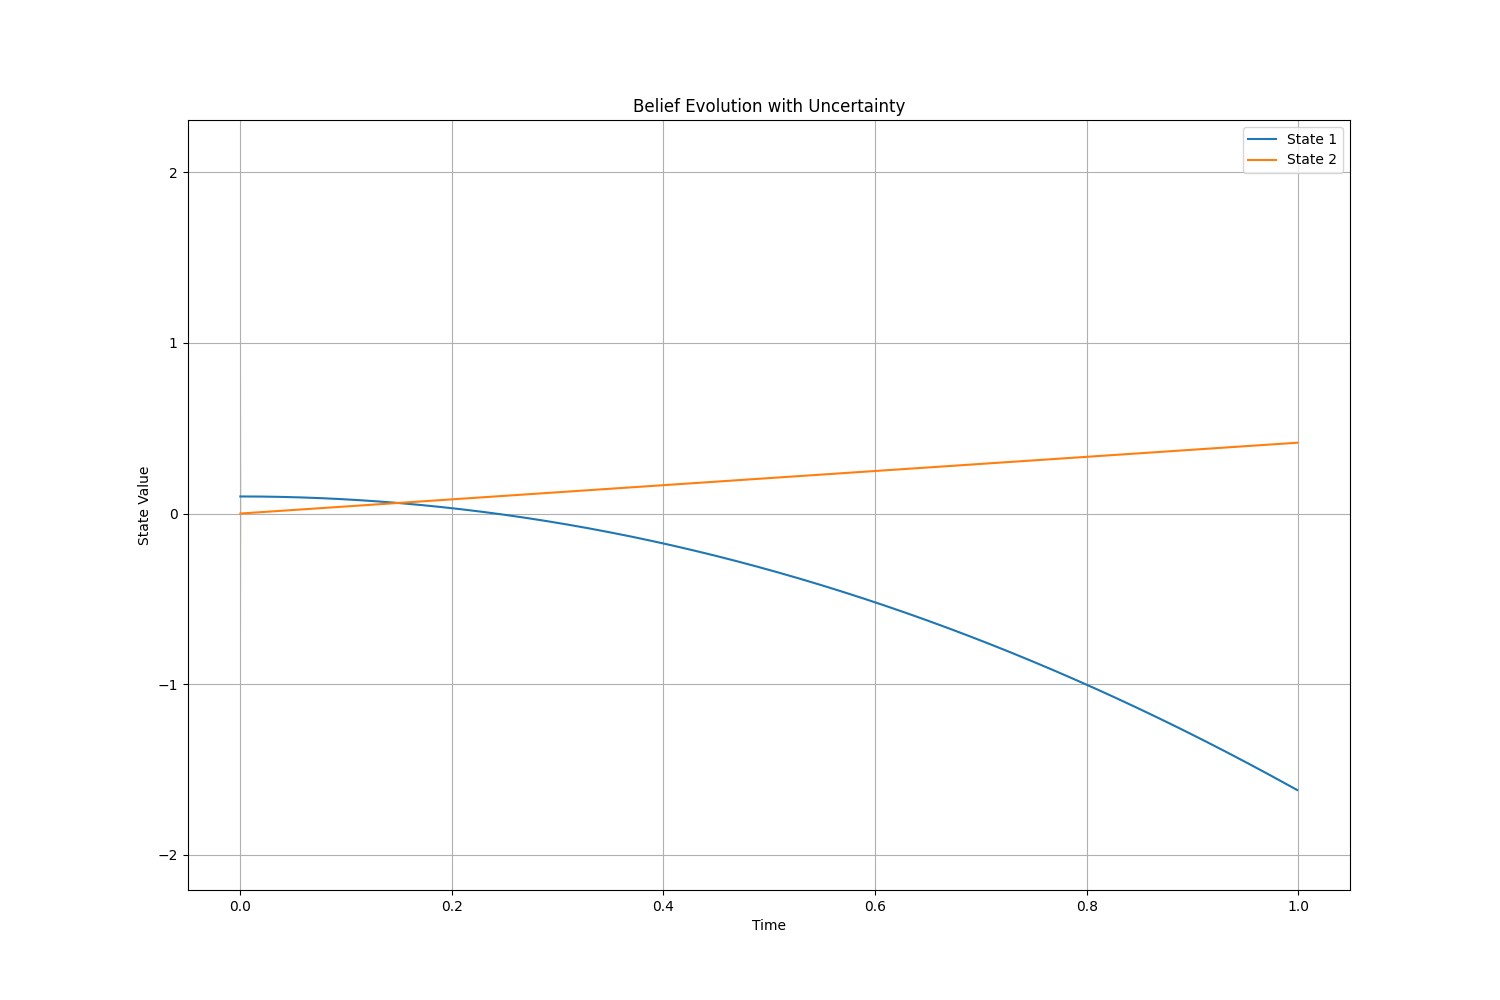 Belief Evolution with Uncertainty
State 1
State 2
2
1
0
−1
−2
State Value
0.0 0.2 0.4 0.6 0.8 1.0
Time